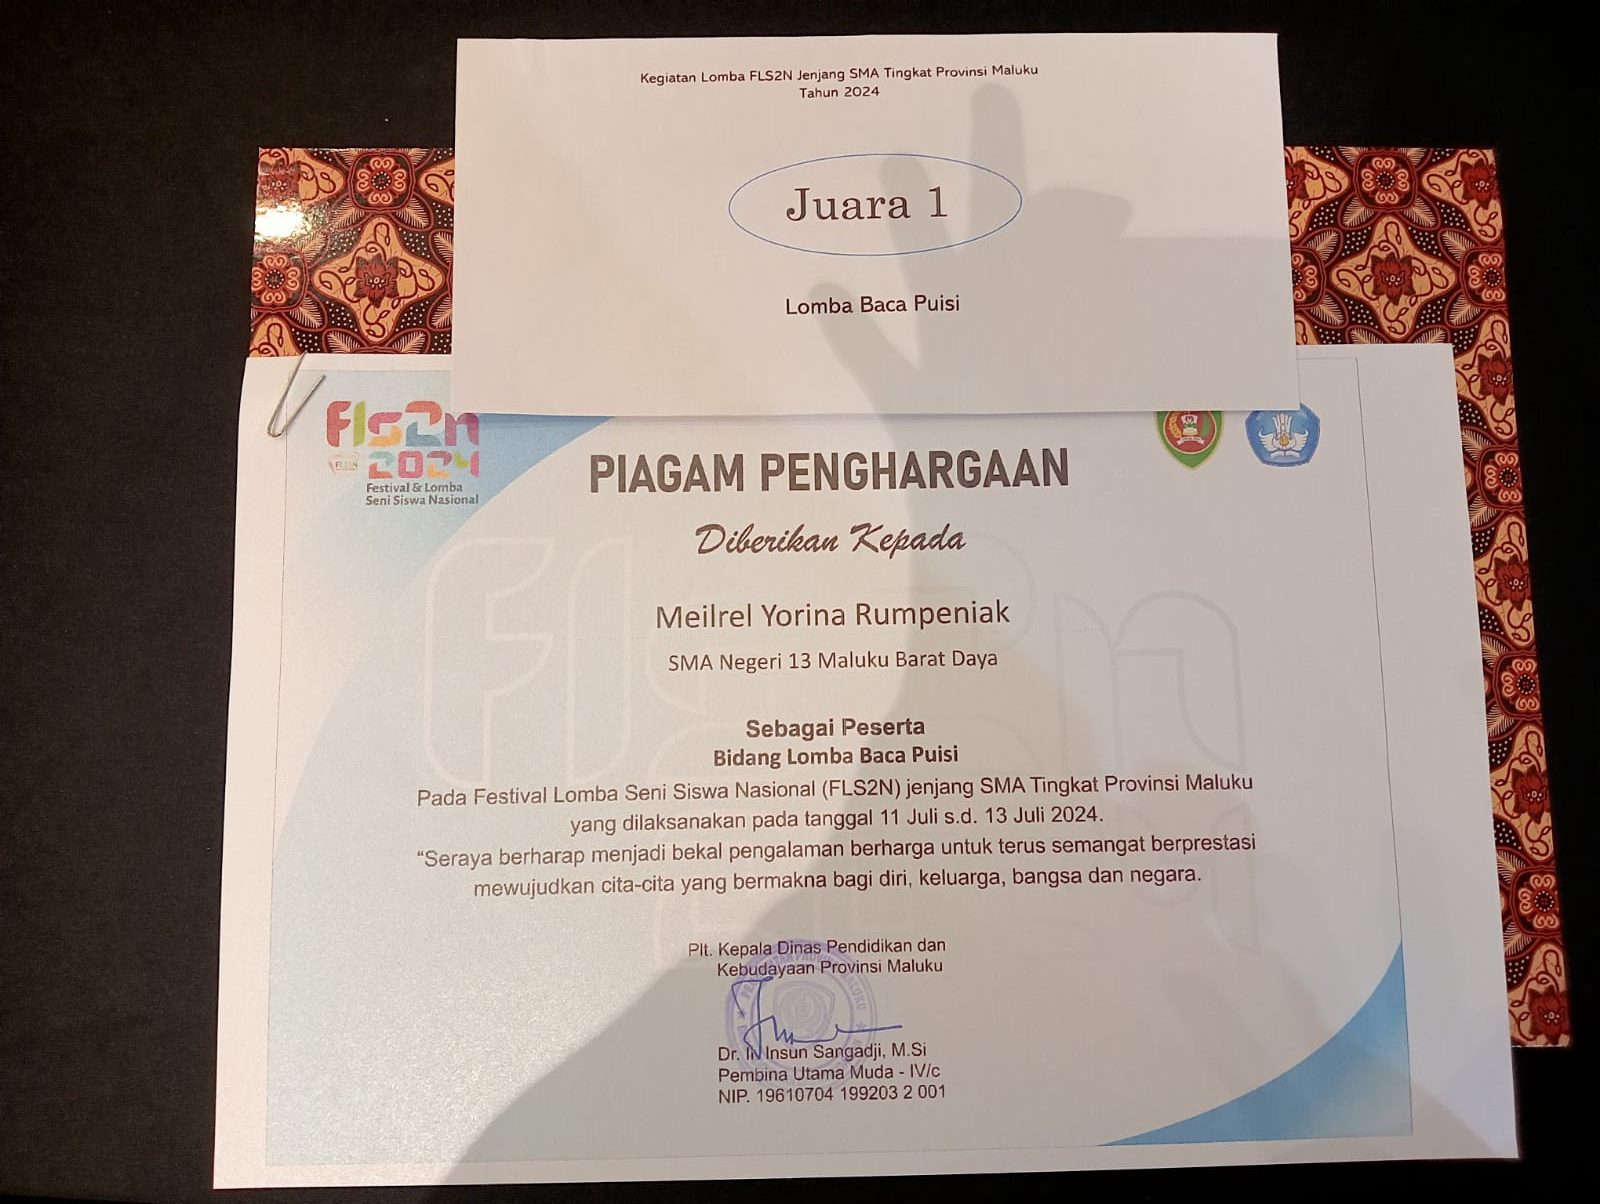 Kegiatan Lomba FLS2N Jenjang SMA Tingkat Provinsi Maluku
Tahun 2024
Juara 1
Lomba Baca Puisi
FLS2N
2024
Festival & Lomba
Seni Siswa Nasional
PIAGAM PENGHARGAAN
Diberikan Kepada
Meilrel Yorina Rumpeniak
SMA Negeri 13 Maluku Barat Daya
Sebagai Peserta
Bidang Lomba Baca Puisi
Pada Festival Lomba Seni Siswa Nasional (FLS2N) jenjang SMA Tingkat Provinsi Maluku
yang dilaksanakan pada tanggal 11 Juli s.d. 13 Juli 2024.
“Seraya berharap menjadi bekal pengalaman berharga untuk terus semangat berprestasi
mewujudkan cita-cita yang bermakna bagi diri, keluarga, bangsa dan negara.
Plt. Kepala Dinas Pendidikan dan
Kebudayaan Provinsi Maluku
Dr. Insun Sangadji, M.Si
Pembina Utama Muda - IV/c
NIP. 19610704 199203 2 001